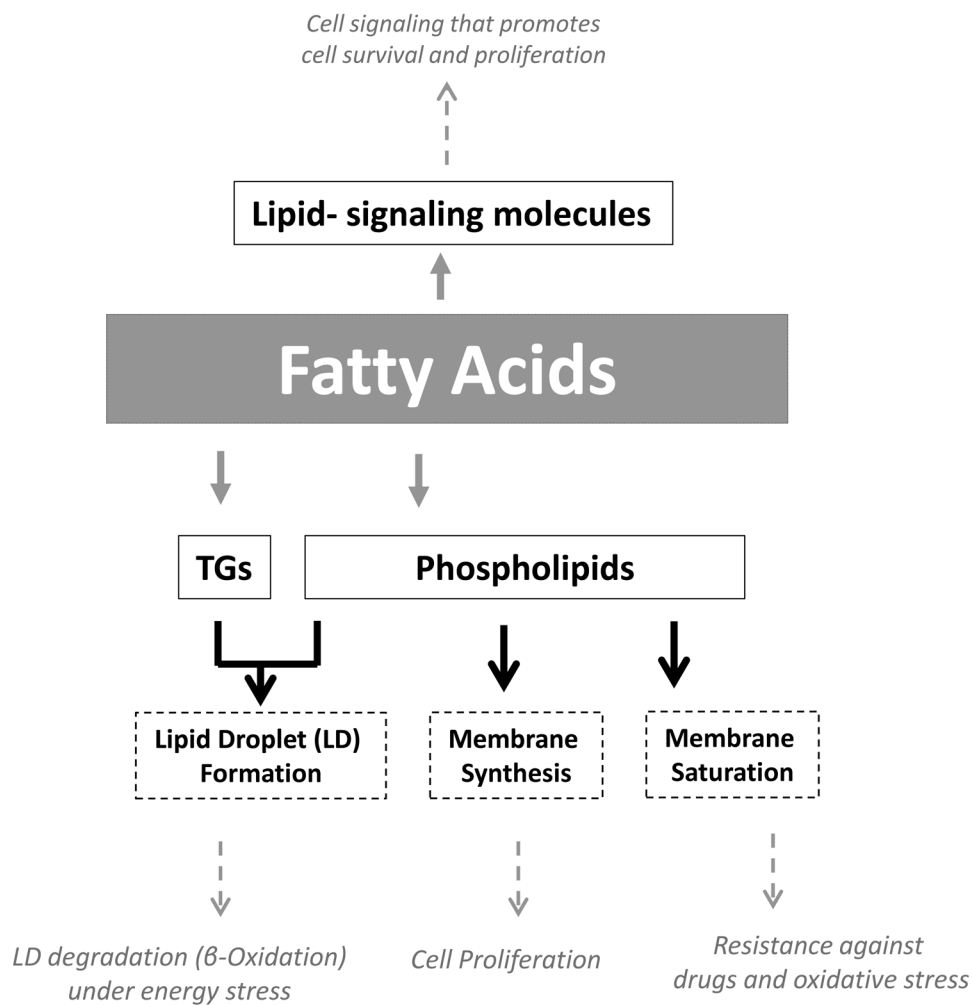 Cell signaling that promotes
cell survival and proliferation
Lipid- signaling molecules
Fatty Acids
TGs
Phospholipids
Lipid Droplet (LD)
Formation
Membrane
Synthesis
Membrane
Saturation
LD degradation (β-Oxidation)
under energy stress
Cell Proliferation
Resistance against
drugs and oxidative stress